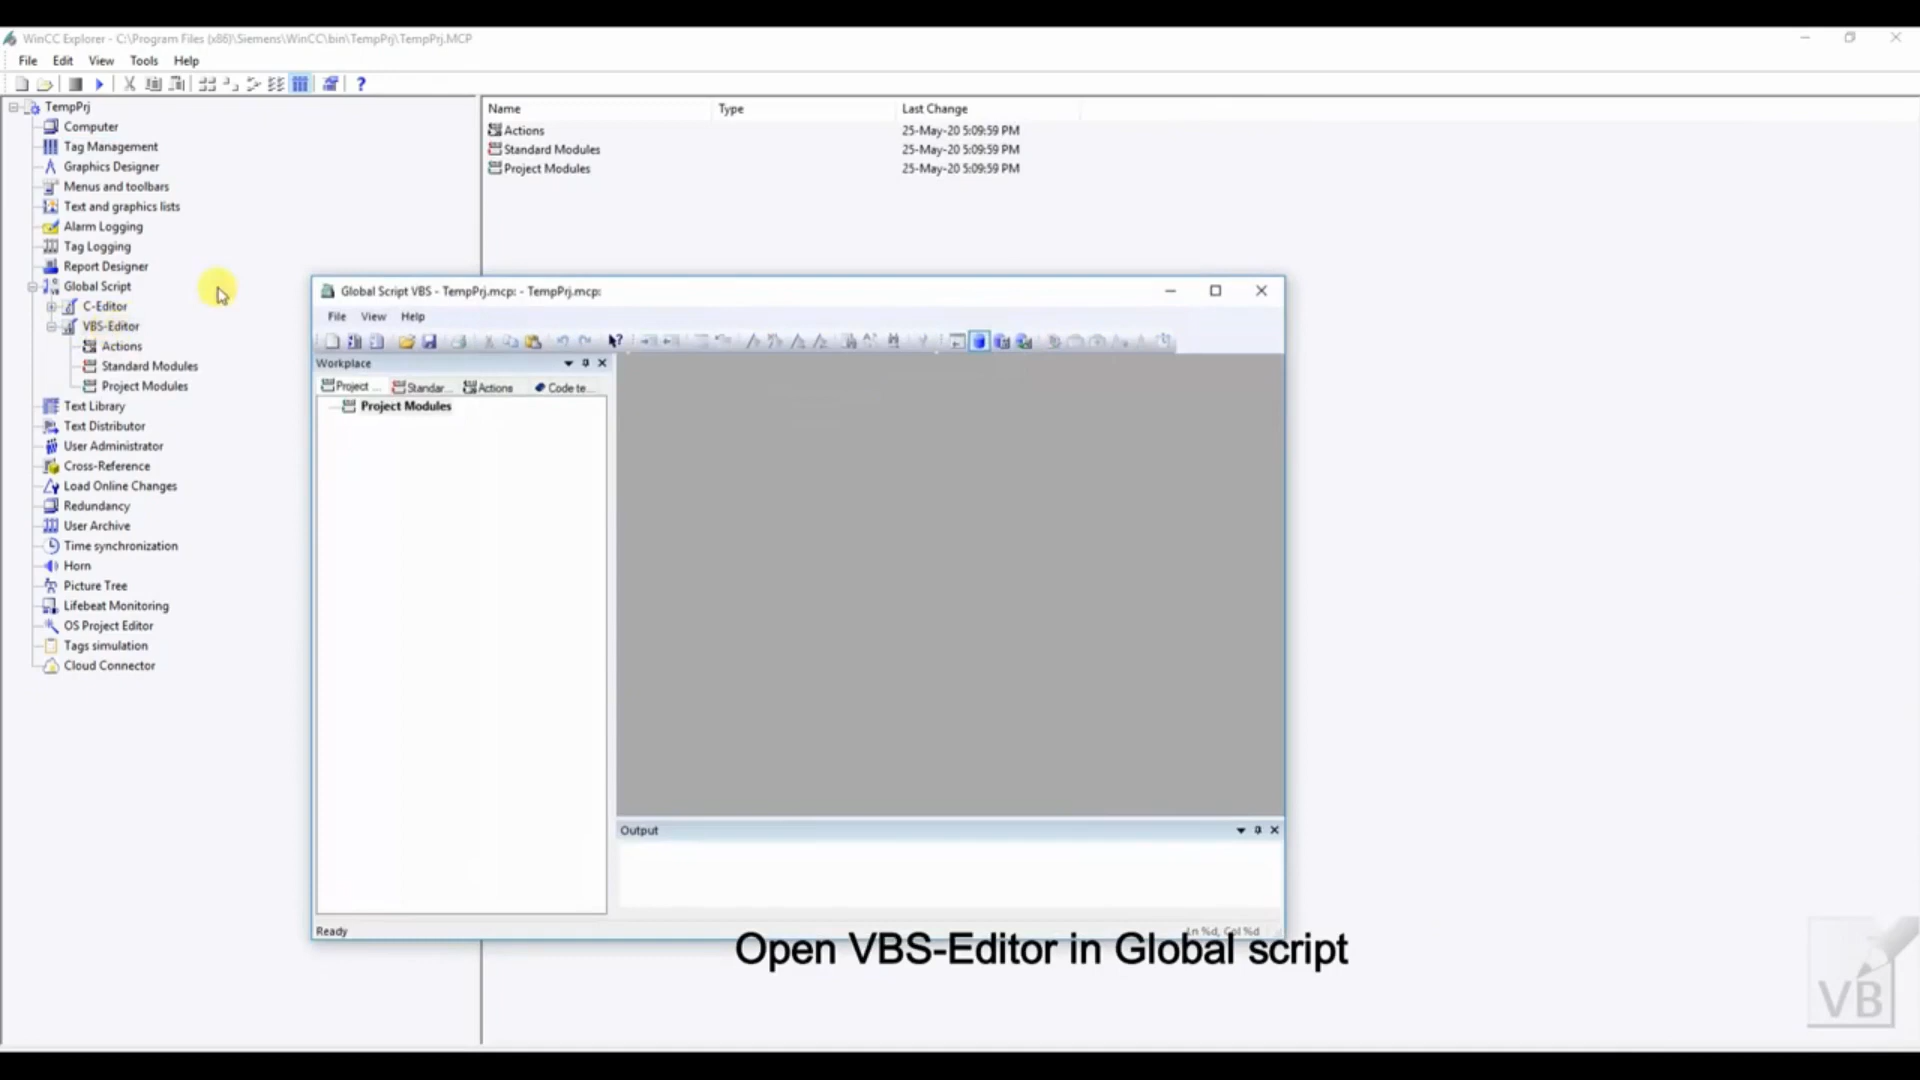 WinCC Explorer - C:\Program Files (x86)\Siemens\WinCC\bin\TempPrj\TempPrj.MCP
File Edit View Tools Help
TempPrj
Computer
Tag Management
Graphics Designer
Menus and toolbars
Text and graphics lists
Alarm Logging
Tag Logging
Report Designer
Global Script
C-Editor
VBS-Editor
Actions
Standard Modules
Project Modules
Text Library
Text Distributor
User Administrator
Cross-Reference
Load Online Changes
Redundancy
User Archive
Time synchronization
Horn
Picture Tree
Lifebeat Monitoring
OS Project Editor
Tags simulation
Cloud Connector
Name Type Last Change
Actions 25-May-20 5:09:59 PM
Standard Modules 25-May-20 5:09:59 PM
Project Modules 25-May-20 5:09:59 PM
Global Script VBS - TempPrj.mcp: - TempPrj.mcp:
File View Help
Workplace
Project ... Standar... Actions Code te...
Project Modules
Output
Ready Ln %d, Col %d
Open VBS-Editor in Global script
VB